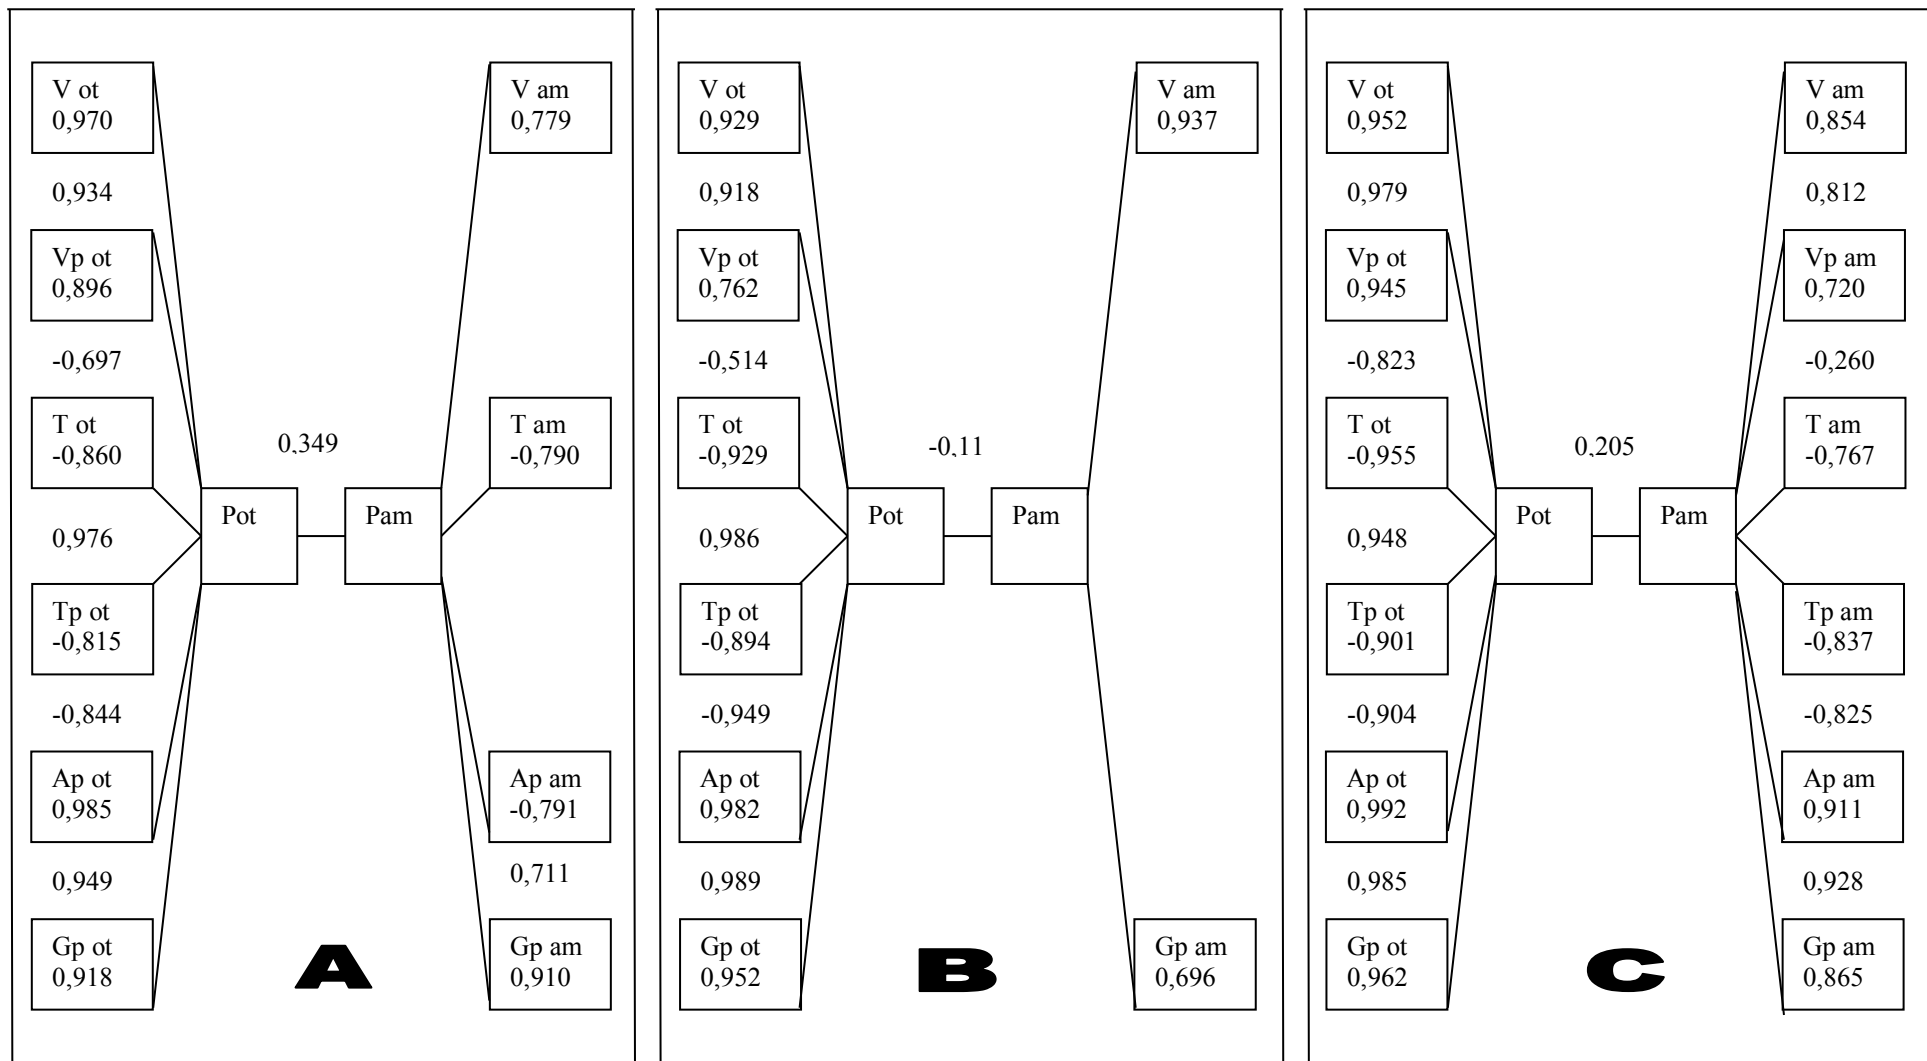 V ot
0,970
0,934
Vp ot
0,896
-0,697
T ot
-0,860
0,976
Tp ot
-0,815
-0,844
Ap ot
0,985
0,949
Gp ot
0,918
0,349
Pot
Pam
V am
0,779
T am
-0,790
Ap am
-0,791
0,711
Gp am
0,910
A
V ot
0,929
0,918
Vp ot
0,762
-0,514
T ot
-0,929
0,986
Tp ot
-0,894
-0,949
Ap ot
0,982
0,989
Gp ot
0,952
-0,11
Pot
Pam
V am
0,937
Gp am
0,696
B
V ot
0,952
0,979
Vp ot
0,945
-0,823
T ot
-0,955
0,948
Tp ot
-0,901
-0,904
Ap ot
0,992
0,985
Gp ot
0,962
0,205
Pot
Pam
V am
0,854
0,812
Vp am
0,720
-0,260
T am
-0,767
Tp am
-0,837
-0,825
Ap am
0,911
0,928
Gp am
0,865
C